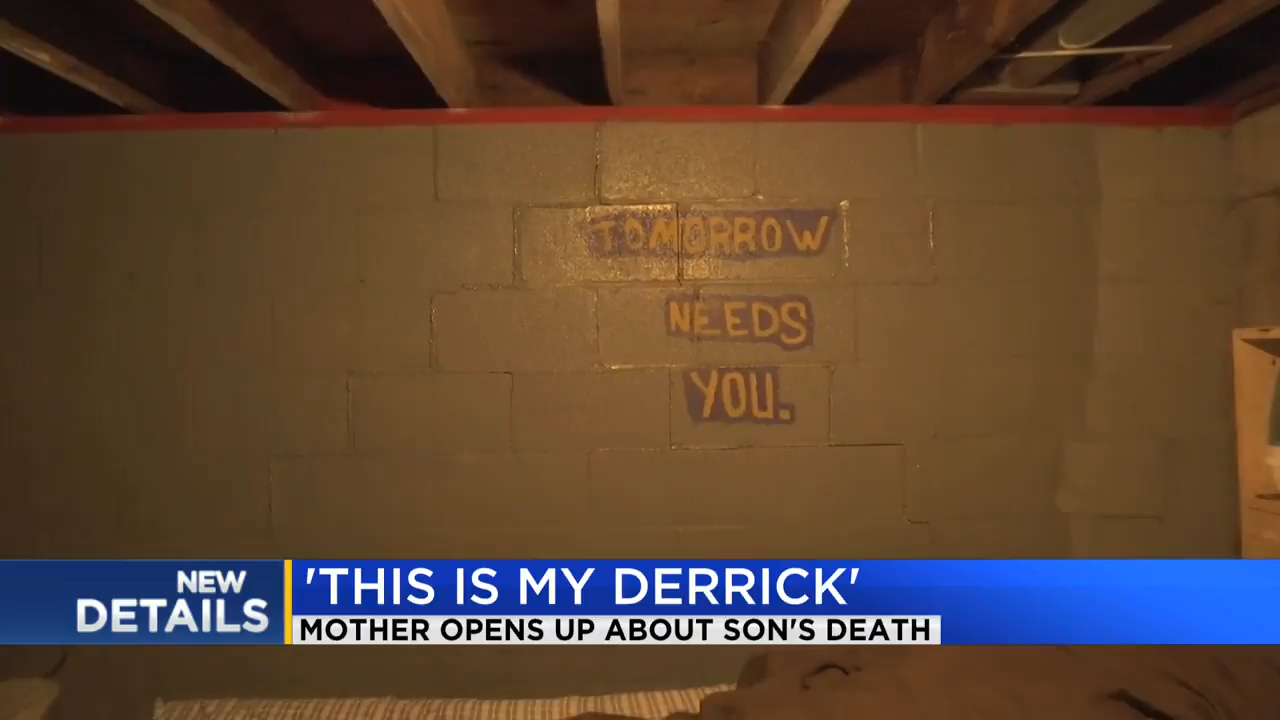 TOMORROW
NEEDS
YOU.
NEW
DETAILS
'THIS IS MY DERRICK'
MOTHER OPENS UP ABOUT SON'S DEATH